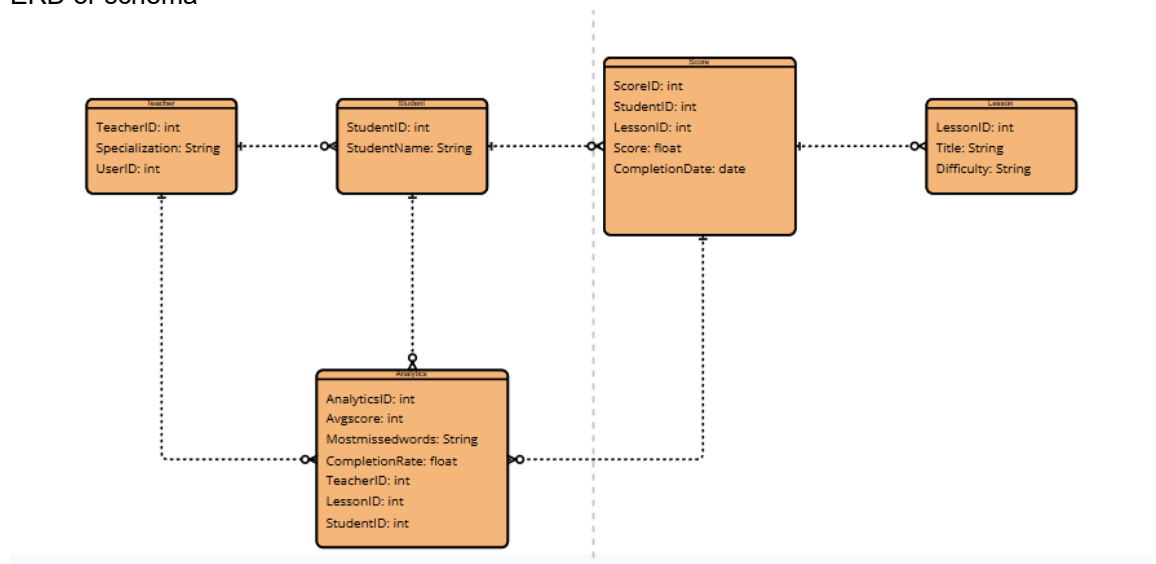 ERD or schema
Teacher
TeacherID: int
Specialization: String
UserID: int
Student
StudentID: int
StudentName: String
Score
ScoreID: int
StudentID: int
LessonID: int
Score: float
CompletionDate: date
Lesson
LessonID: int
Title: String
Difficulty: String
Analytics
AnalyticsID: int
Avgscore: int
Mostmissedwords: String
CompletionRate: float
TeacherID: int
LessonID: int
StudentID: int